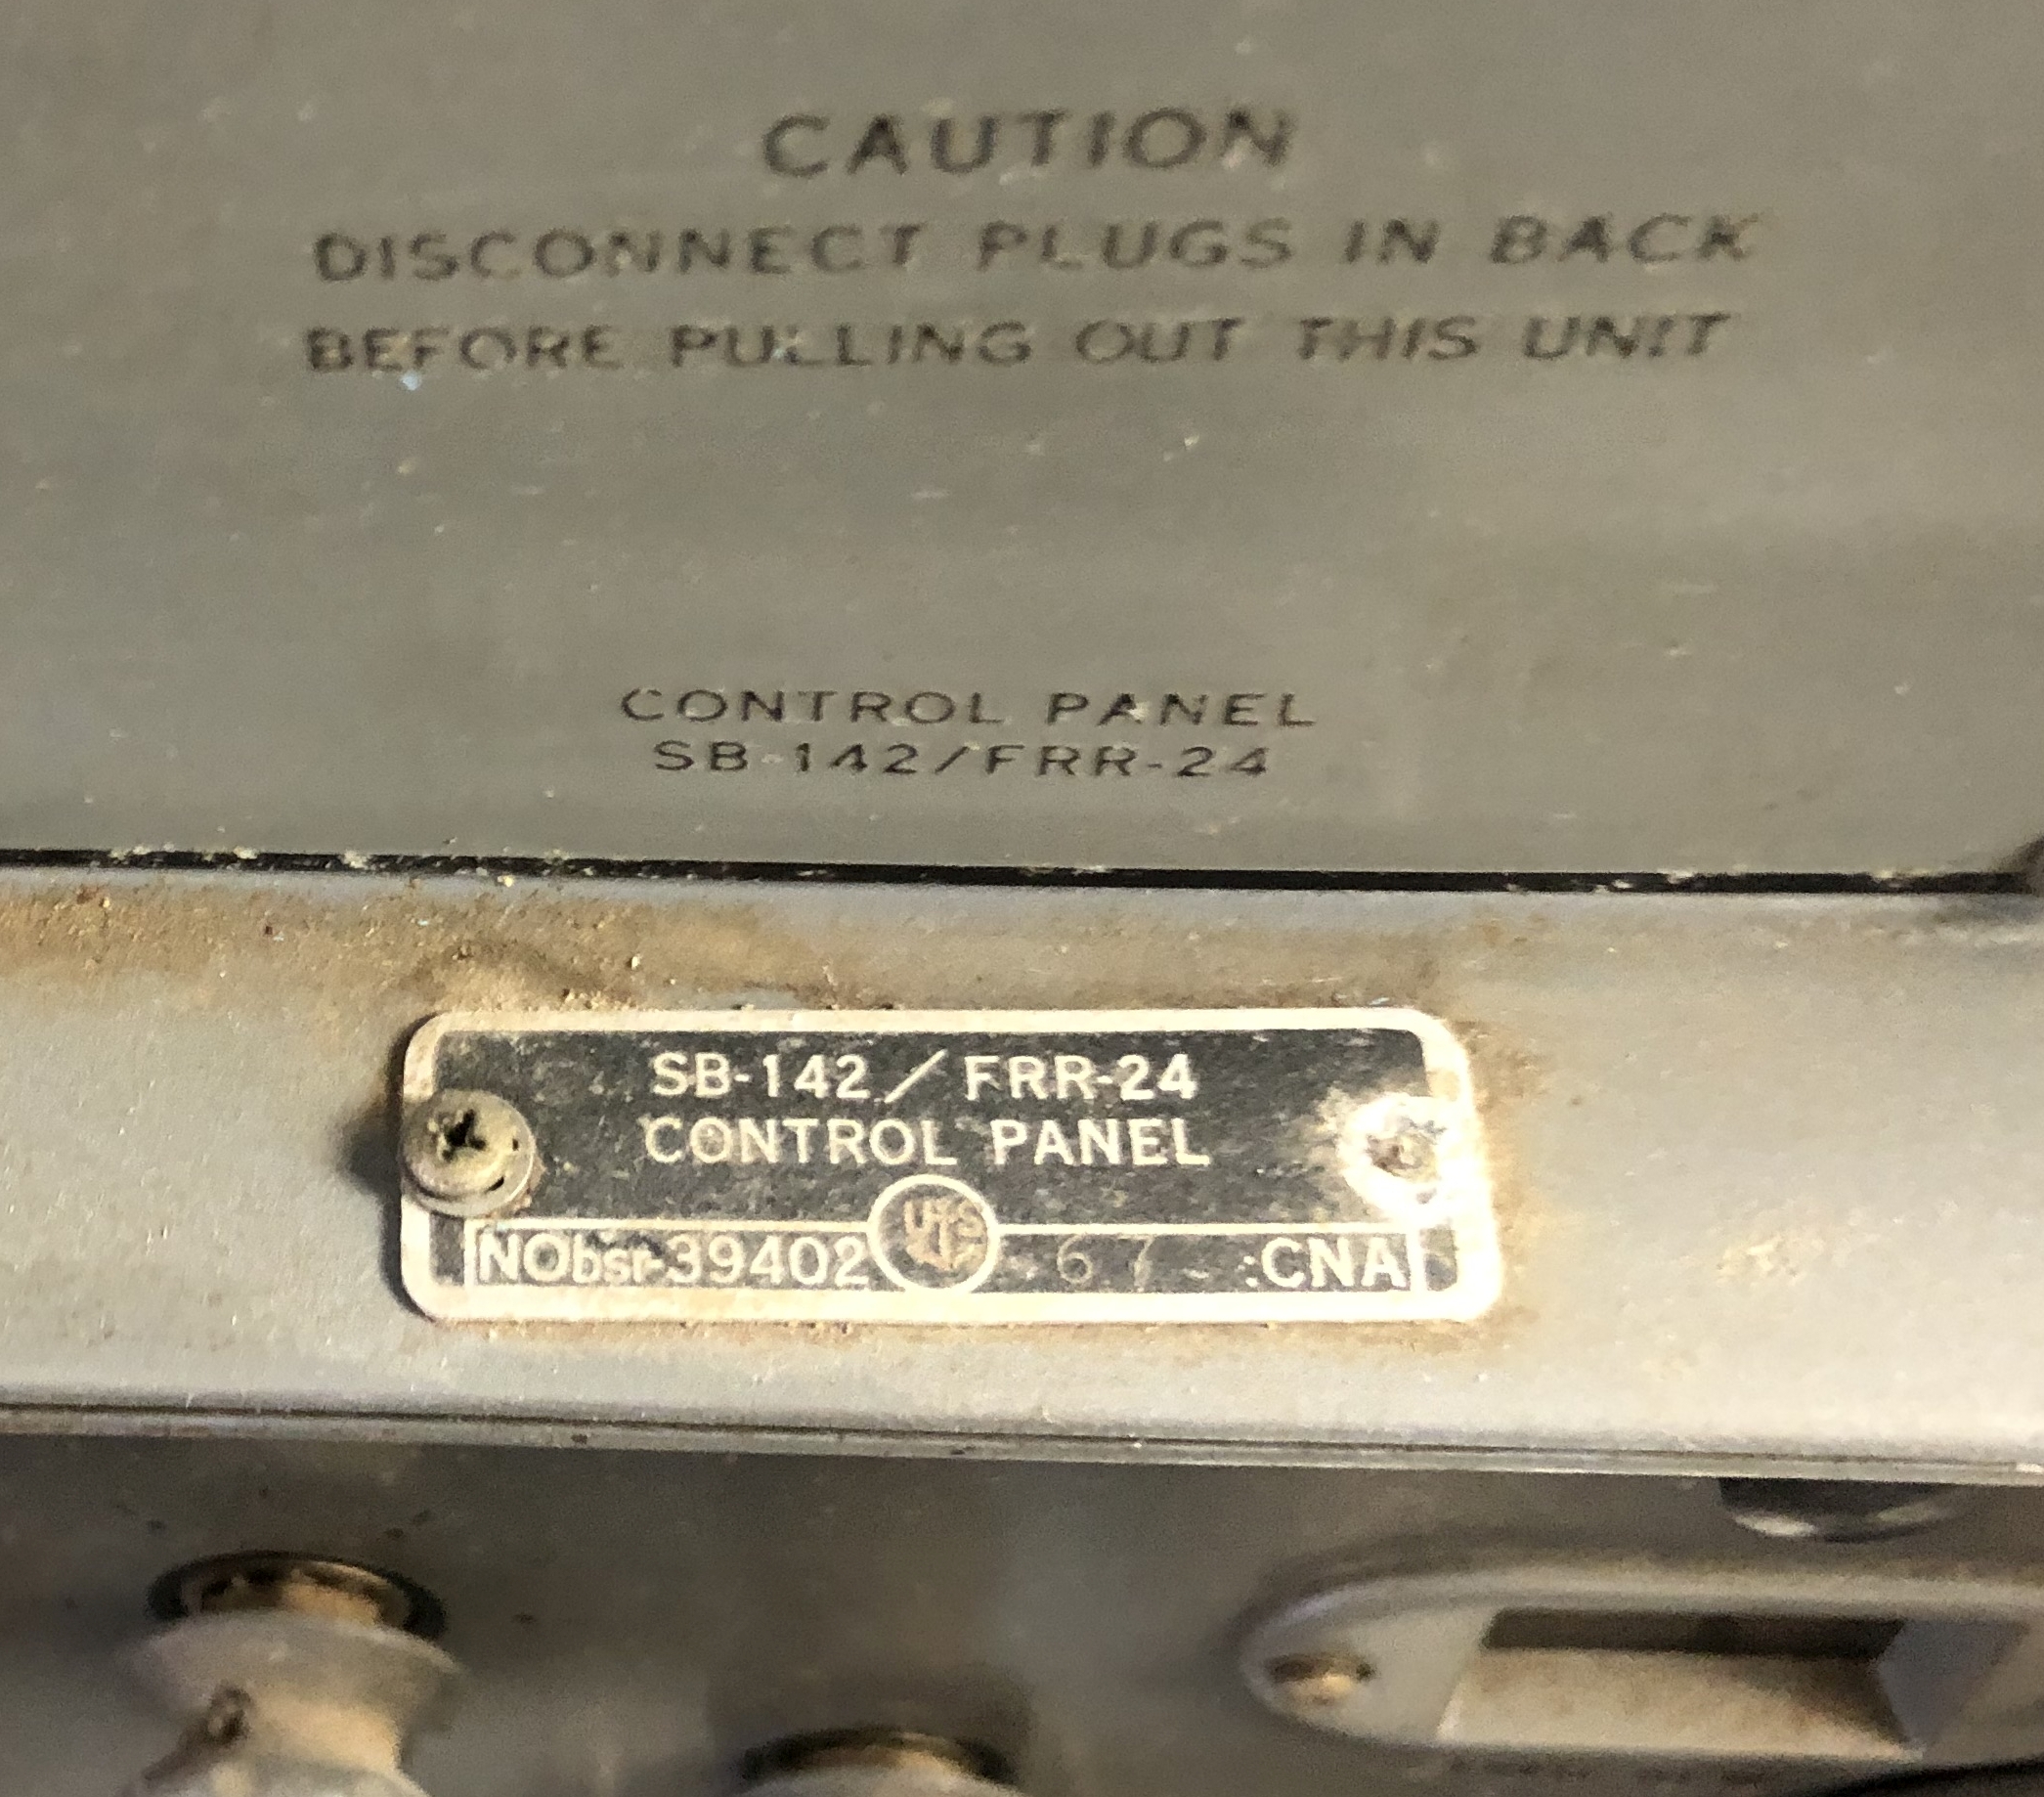 CAUTION
DISCONNECT PLUGS IN BACK
BEFORE PULLING OUT THIS UNIT
CONTROL PANEL
SB-142/FRR-24
SB-142/FRR-24
CONTROL PANEL
NObsr-39402 67 :CNA